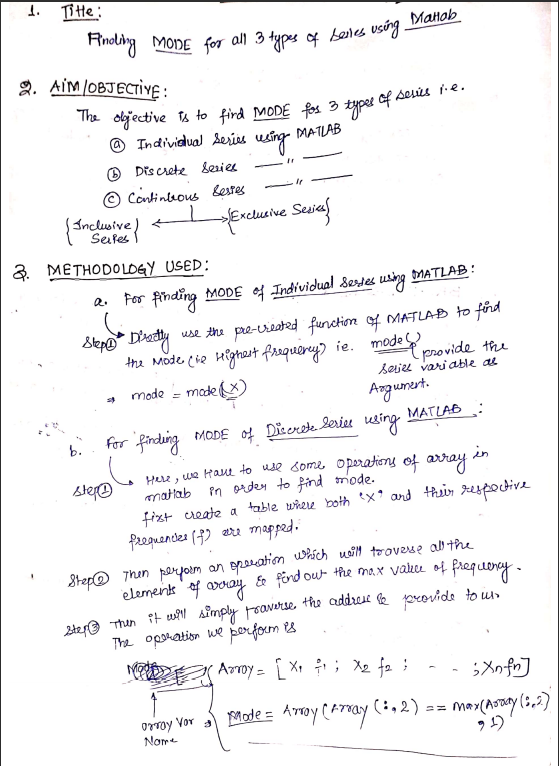 1. Title:
Finding MODE for all 3 types of Series using Matlab
2. AIM/OBJECTIVE:
The objective is to find MODE for 3 types of series i.e.
(a) Individual Series using MATLAB
(b) Discrete Series —— " ——
(c) Continuous Series —— " ——
{Inclusive Series} ← → {Exclusive Series}
3. METHODOLOGY USED:
a. For finding MODE of Individual Series using MATLAB:
Step① Directly use the pre-created function of MATLAB to find
the Mode (i.e Highest frequency) ie. mode()
provide the
Series variable as
Argument.
→ mode = mode(X)
b. For finding MODE of Discrete Series using MATLAB:
Step① Here, we Have to use some operations of array in
matlab in order to find mode.
first create a table where both "X" and their respective
frequencies (f) are mapped.
Step② Then perform an operation which will traverse all the
elements of array & find out the max value of frequency.
Step③ Then it will simply traverse the address & provide to us
The operation we perform is
Array = [X₁ f₁ ; X₂ f₂ ; - - ; Xn fn]
array Var
Name
→ Mode = Array (Array (:,2) == max(Array(:,2)
,1)